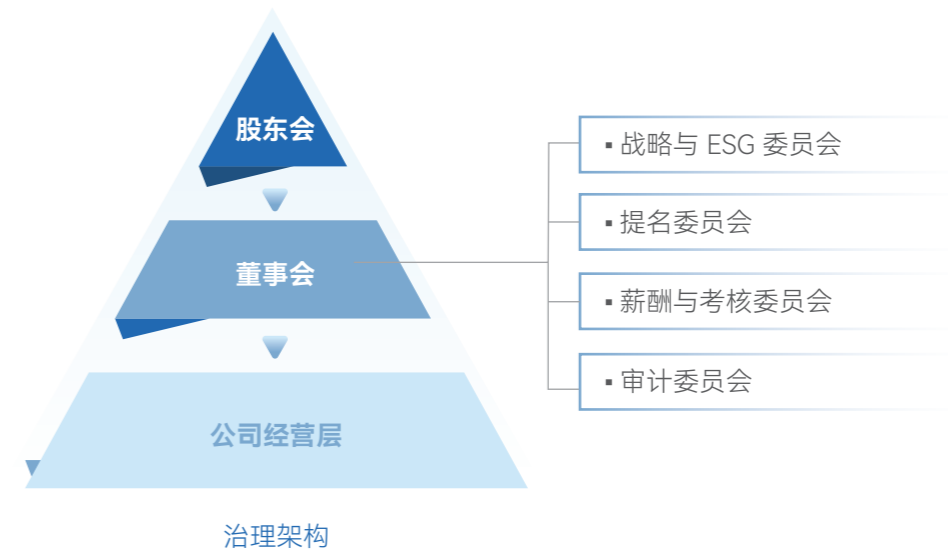 股东会
董事会
公司经营层
▪ 战略与 ESG 委员会
▪ 提名委员会
▪ 薪酬与考核委员会
▪ 审计委员会
治理架构